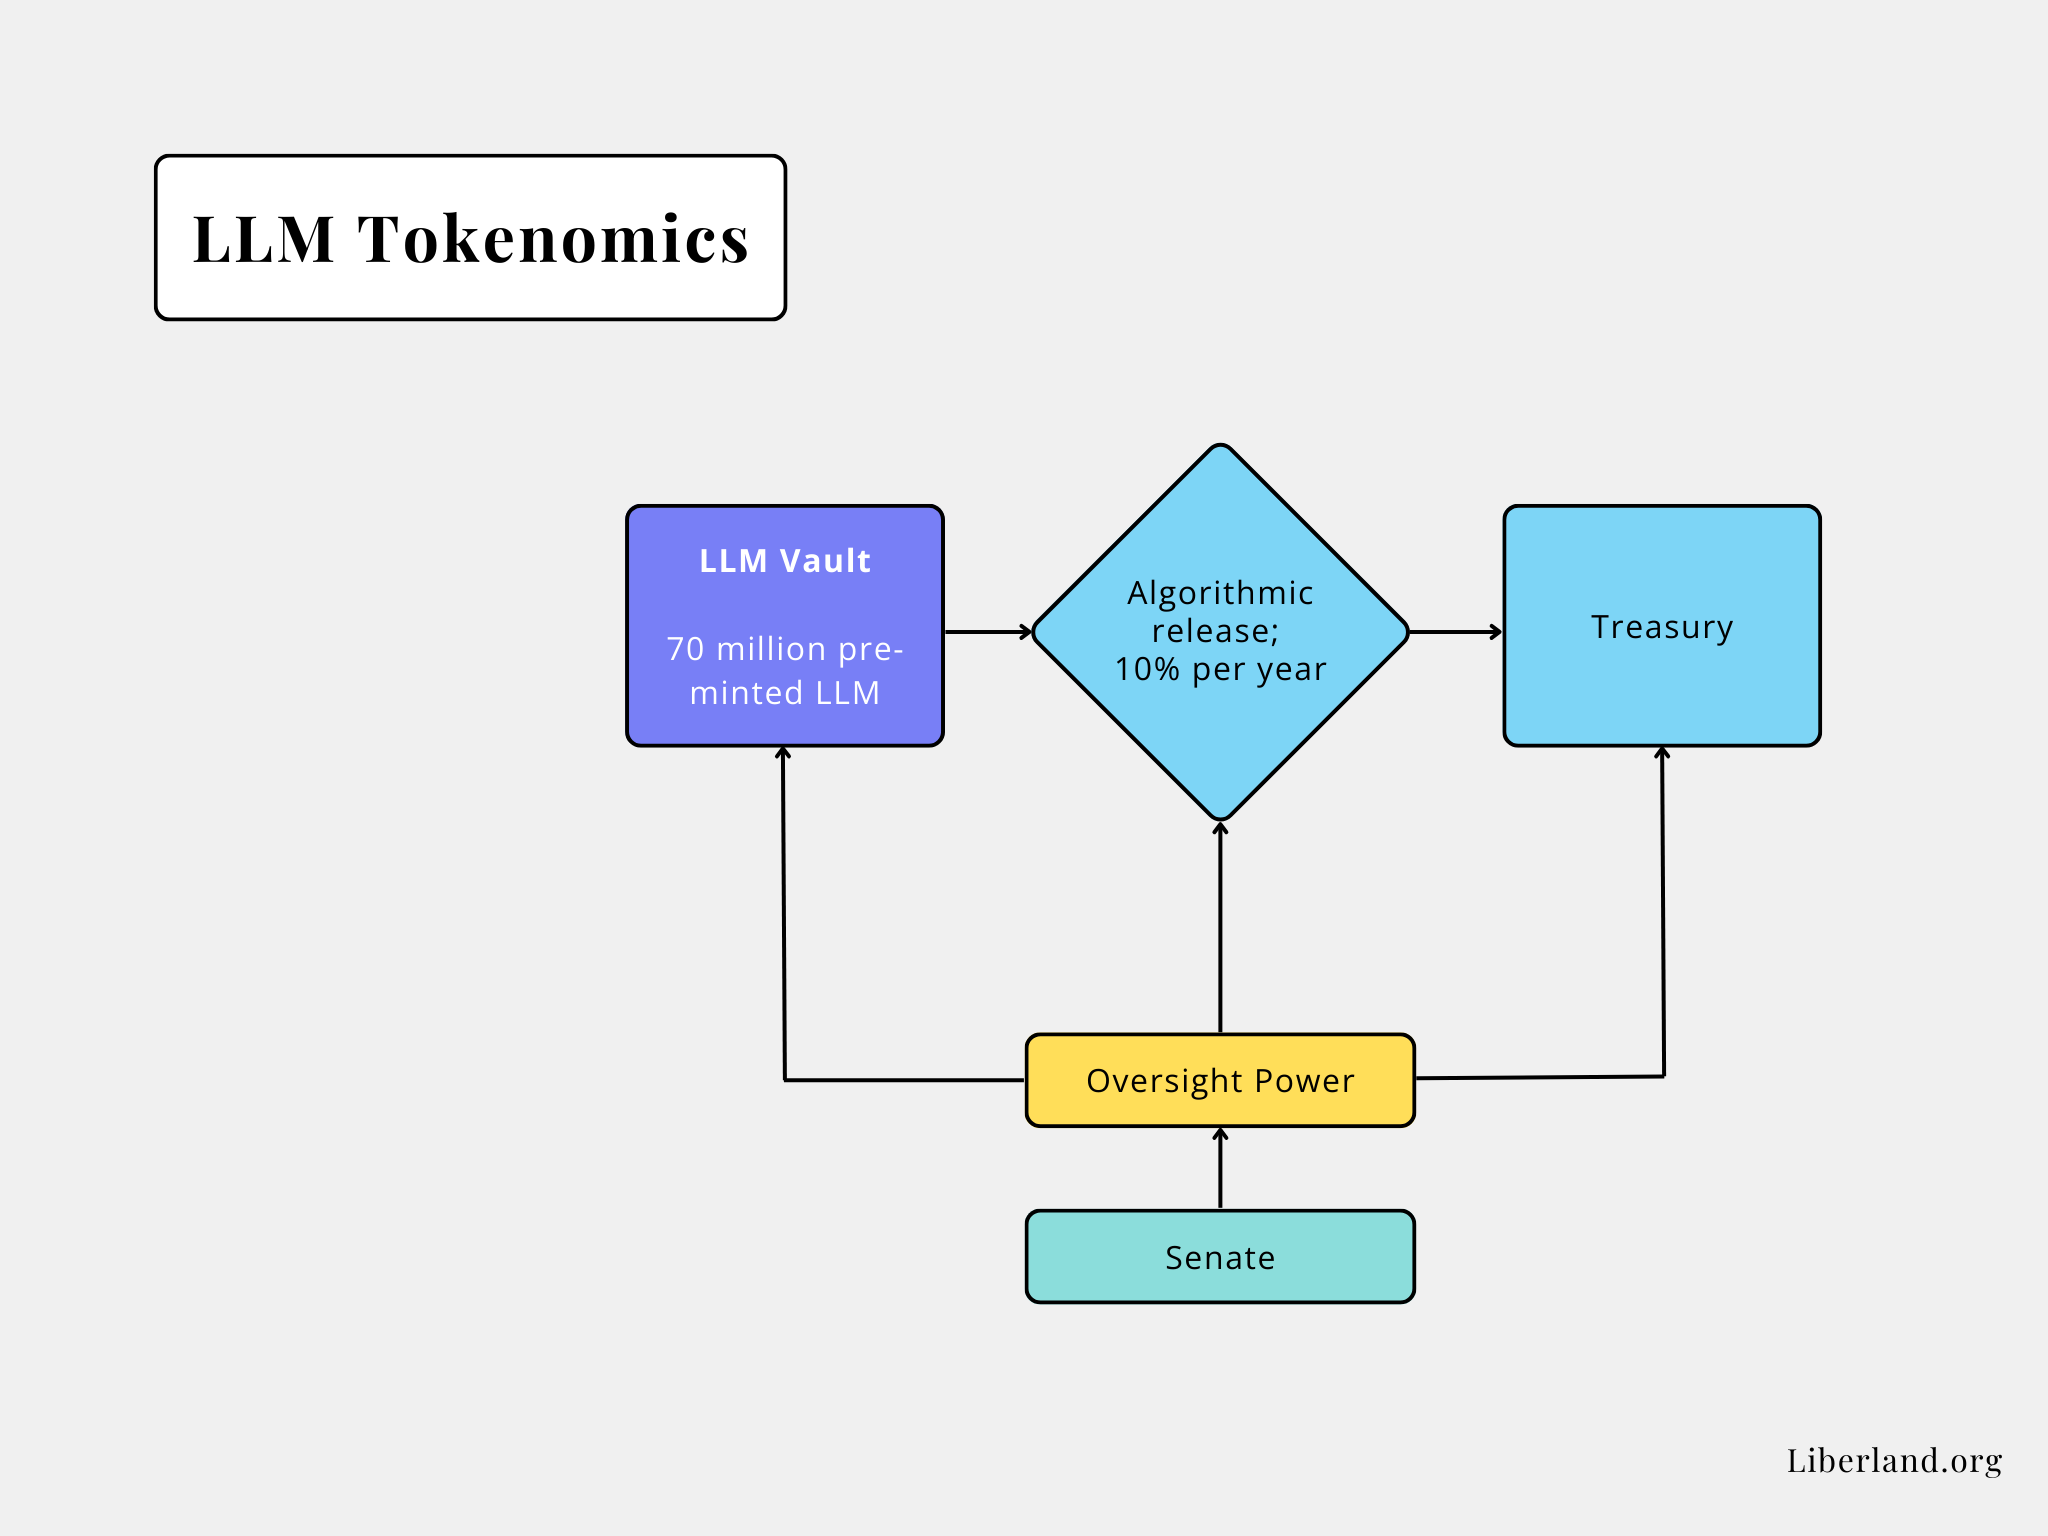 LLM Tokenomics
LLM Vault
70 million pre-
minted LLM
Algorithmic
release;
10% per year
Treasury
Oversight Power
Senate
Liberland.org